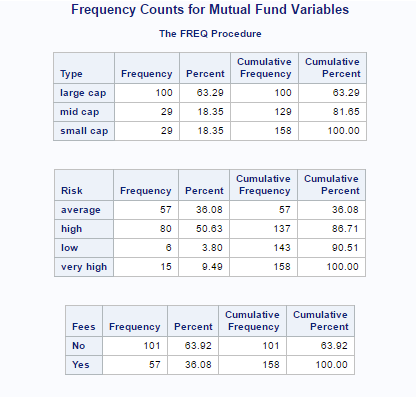 Frequency Counts for Mutual Fund Variables
The FREQ Procedure
Type Frequency Percent Cumulative Frequency Cumulative Percent
large cap 100 63.29 100 63.29
mid cap 29 18.35 129 81.65
small cap 29 18.35 158 100.00
Risk Frequency Percent Cumulative Frequency Cumulative Percent
average 57 36.08 57 36.08
high 80 50.63 137 86.71
low 6 3.80 143 90.51
very high 15 9.49 158 100.00
Fees Frequency Percent Cumulative Frequency Cumulative Percent
No 101 63.92 101 63.92
Yes 57 36.08 158 100.00